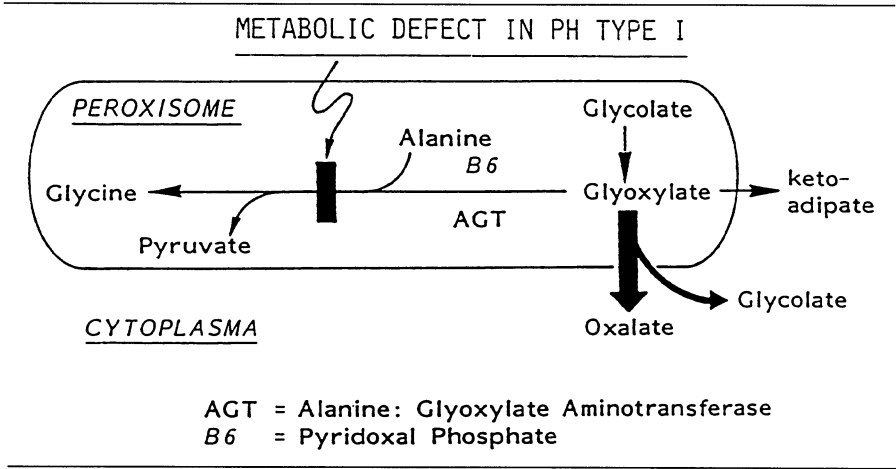 METABOLIC DEFECT IN PH TYPE I
PEROXISOME
Glycolate
Alanine
B6
Glycine
Glyoxylate
keto-
adipate
AGT
Pyruvate
Glycolate
CYTOPLASMA
Oxalate
AGT = Alanine: Glyoxylate Aminotransferase
B6 = Pyridoxal Phosphate